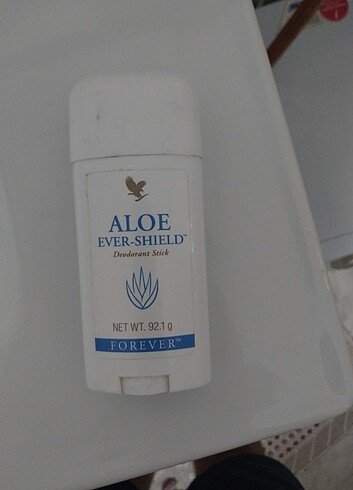 ALOE
EVER-SHIELD™
Deodorant Stick
NET WT. 92.1 g
FOREVER™